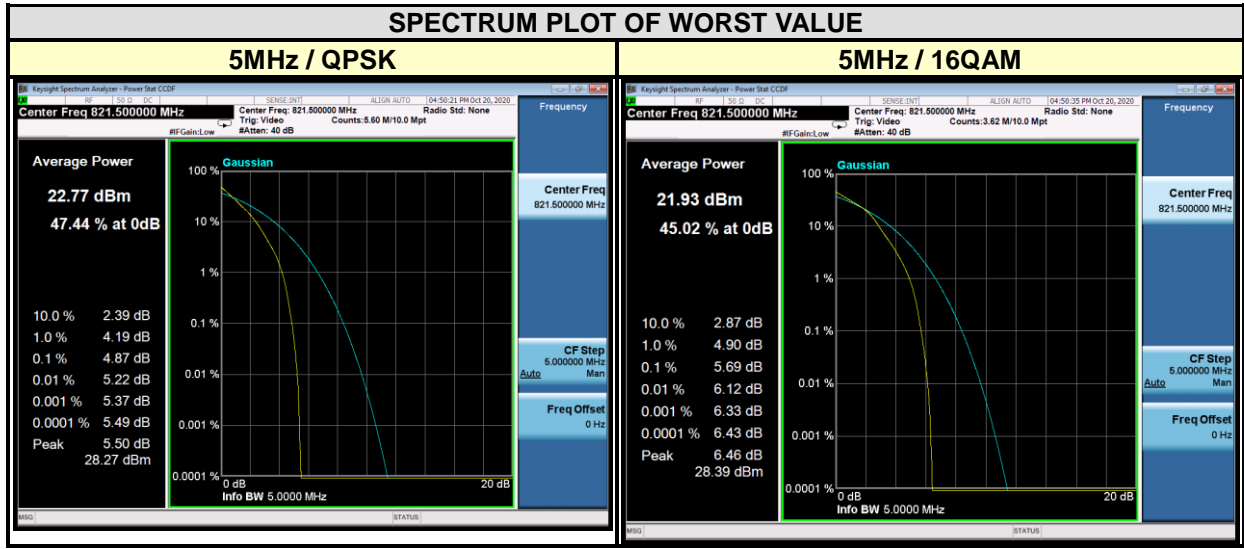 SPECTRUM PLOT OF WORST VALUE
5MHz / QPSK
5MHz / 16QAM
Keysight Spectrum Analyzer - Power Stat CCDF
RF 50 Ω DC SENSE:INT ALIGN AUTO 04:50:21 PM Oct 20, 2020
Center Freq 821.500000 MHz
Center Freq: 821.500000 MHz Radio Std: None
Trig: Video Counts:5.60 M/10.0 Mpt
#IFGain:Low #Atten: 40 dB
Frequency
Average Power
22.77 dBm
47.44 % at 0dB
10.0 % 2.39 dB
1.0 % 4.19 dB
0.1 % 4.87 dB
0.01 % 5.22 dB
0.001 % 5.37 dB
0.0001 % 5.49 dB
Peak 5.50 dB
28.27 dBm
Gaussian
100 %
10 %
1 %
0.1 %
0.01 %
0.001 %
0.0001 %
0 dB 20 dB
Info BW 5.0000 MHz
Center Freq
821.500000 MHz
CF Step
5.000000 MHz
Auto Man
Freq Offset
0 Hz
MSG STATUS
Keysight Spectrum Analyzer - Power Stat CCDF
RF 50 Ω DC SENSE:INT ALIGN AUTO 04:50:35 PM Oct 20, 2020
Center Freq 821.500000 MHz
Center Freq: 821.500000 MHz Radio Std: None
Trig: Video Counts:3.62 M/10.0 Mpt
#IFGain:Low #Atten: 40 dB
Frequency
Average Power
21.93 dBm
45.02 % at 0dB
10.0 % 2.87 dB
1.0 % 4.90 dB
0.1 % 5.69 dB
0.01 % 6.12 dB
0.001 % 6.33 dB
0.0001 % 6.43 dB
Peak 6.46 dB
28.39 dBm
Gaussian
100 %
10 %
1 %
0.1 %
0.01 %
0.001 %
0.0001 %
0 dB 20 dB
Info BW 5.0000 MHz
Center Freq
821.500000 MHz
CF Step
5.000000 MHz
Auto Man
Freq Offset
0 Hz
MSG STATUS